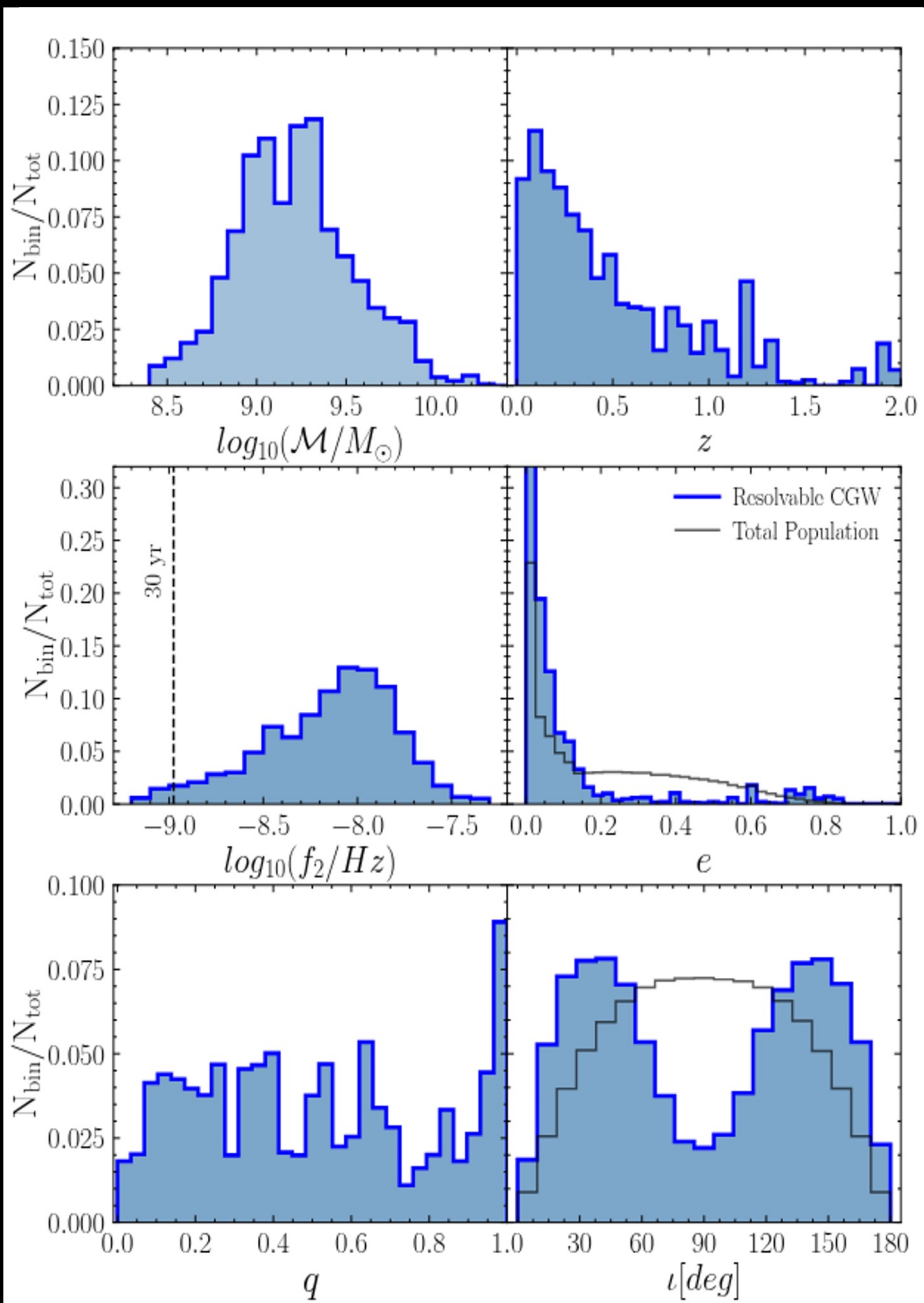 0.150
0.125
0.100
0.075
0.050
0.025
0.000
N_bin/N_tot
8.5 9.0 9.5 10.0
log₁₀(ℳ/M⊙)
0.0 0.5 1.0 1.5 2.0
z
0.30
0.25
0.20
0.15
0.10
0.05
0.00
N_bin/N_tot
30 yr
−9.0 −8.5 −8.0 −7.5
log₁₀(f₂/Hz)
Resolvable CGW
Total Population
0.0 0.2 0.4 0.6 0.8 1.0
e
0.100
0.075
0.050
0.025
0.000
N_bin/N_tot
0.0 0.2 0.4 0.6 0.8 1.0
q
30 60 90 120 150 180
ι[deg]